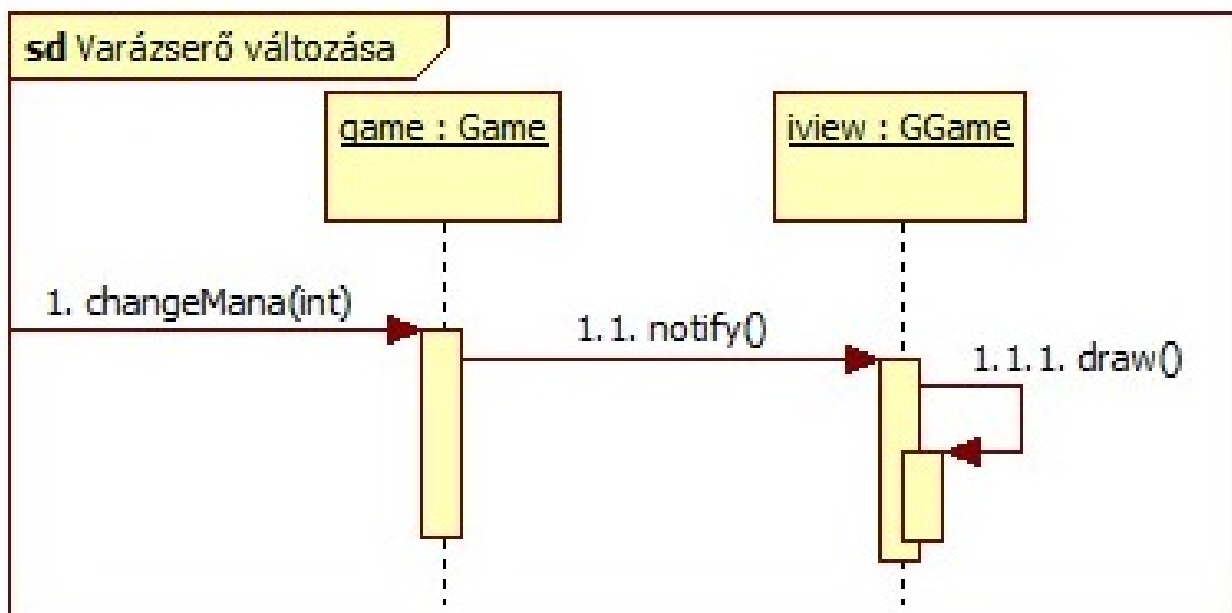 sd Varázserő változása
game : Game
iview : GGame
1. changeMana(int)
1.1. notify()
1.1.1. draw()